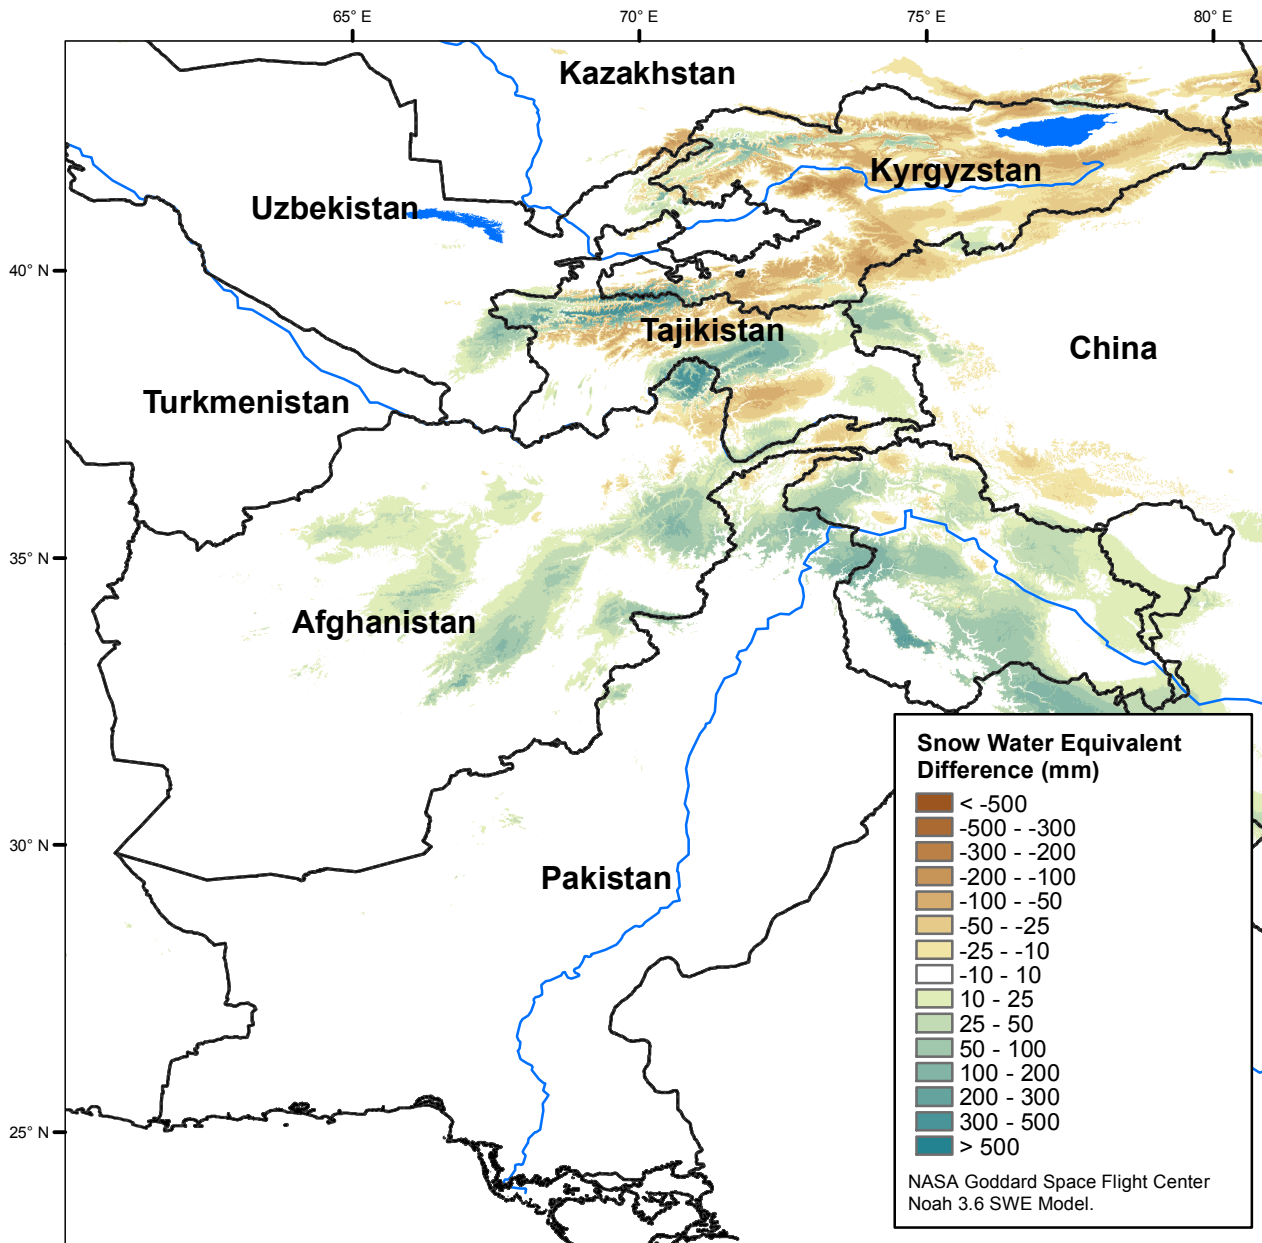 65° E
70° E
75° E
80° E
Kazakhstan
Kyrgyzstan
Uzbekistan
40° N
Tajikistan
China
Turkmenistan
35° N
Afghanistan
30° N
Pakistan
25° N
Snow Water Equivalent
Difference (mm)
< -500
-500 - -300
-300 - -200
-200 - -100
-100 - -50
-50 - -25
-25 - -10
-10 - 10
10 - 25
25 - 50
50 - 100
100 - 200
200 - 300
300 - 500
> 500
NASA Goddard Space Flight Center
Noah 3.6 SWE Model.